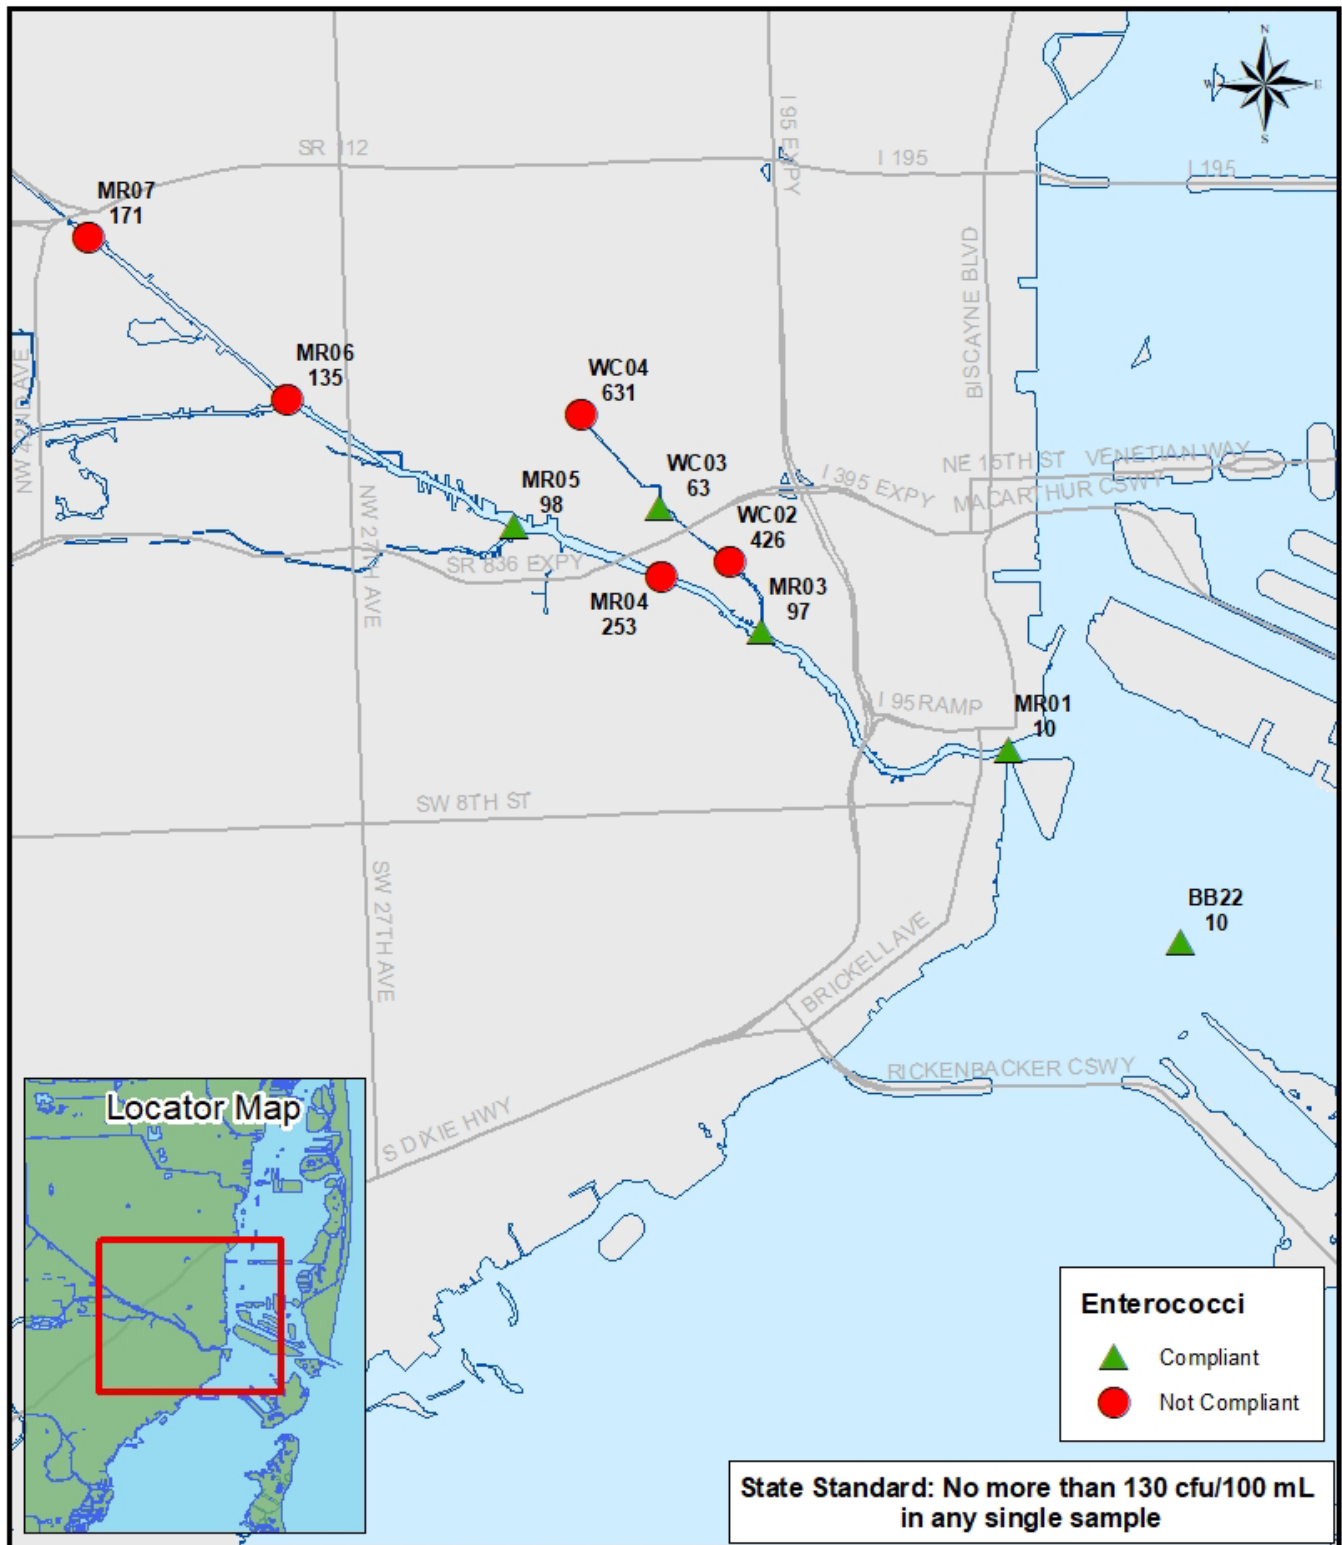 N
W
E
S
SR 112
I 95 EXPY
I 195
I 195
MR07
171
BISCAYNE BLVD
MR06
135
WC04
631
NW 42ND AVE
WC03
63
MR05
98
NE 15TH ST
VENETIAN WAY
I 395 EXPY
MACARTHUR CSWY
WC02
426
NW 27TH AVE
SR 836 EXPY
MR03
97
MR04
253
I 95 RAMP
MR01
10
SW 8TH ST
SW 27TH AVE
BB22
10
BRICKELL AVE
RICKENBACKER CSWY
S DIXIE HWY
Locator Map
Enterococci
Compliant
Not Compliant
State Standard: No more than 130 cfu/100 mL
in any single sample